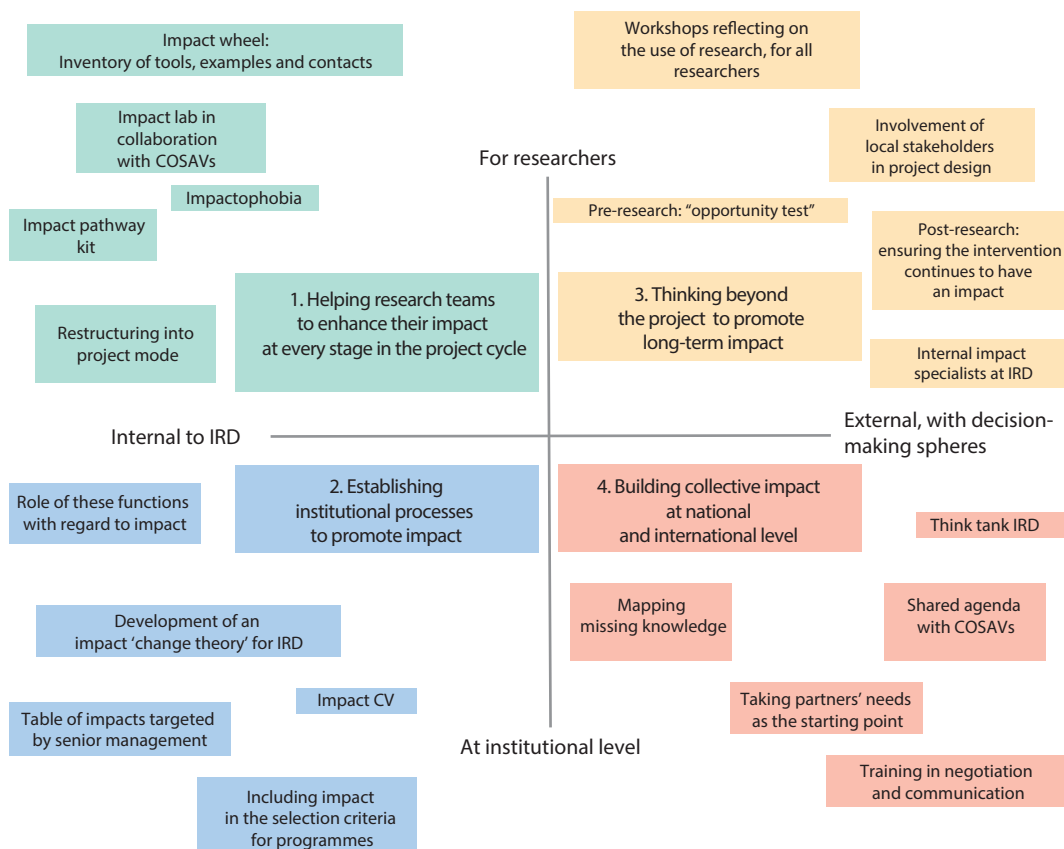 Impact wheel:
Inventory of tools, examples and contacts
Workshops reflecting on
the use of research, for all
researchers
Impact lab in
collaboration
with COSAVs
Involvement of
local stakeholders
in project design
For researchers
Impactophobia
Pre-research: “opportunity test”
Impact pathway
kit
Post-research:
ensuring the intervention
continues to have
an impact
1. Helping research teams
to enhance their impact
at every stage in the project cycle
3. Thinking beyond
the project to promote
long-term impact
Restructuring into
project mode
Internal impact
specialists at IRD
Internal to IRD
External, with decision-
making spheres
Role of these functions
with regard to impact
2. Establishing
institutional processes
to promote impact
4. Building collective impact
at national
and international level
Think tank IRD
Development of an
impact ‘change theory’ for IRD
Mapping
missing knowledge
Shared agenda
with COSAVs
Impact CV
Table of impacts targeted
by senior management
Taking partners’ needs
as the starting point
At institutional level
Including impact
in the selection criteria
for programmes
Training in negotiation
and communication